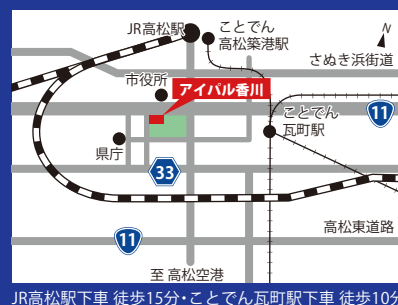 JR高松駅
ことでん
高松築港駅
N
さぬき浜街道
市役所
アイパル香川
11
ことでん
瓦町駅
県庁
33
高松東道路
11
至 高松空港
JR高松駅下車 徒歩15分・ことでん瓦町駅下車 徒歩10分